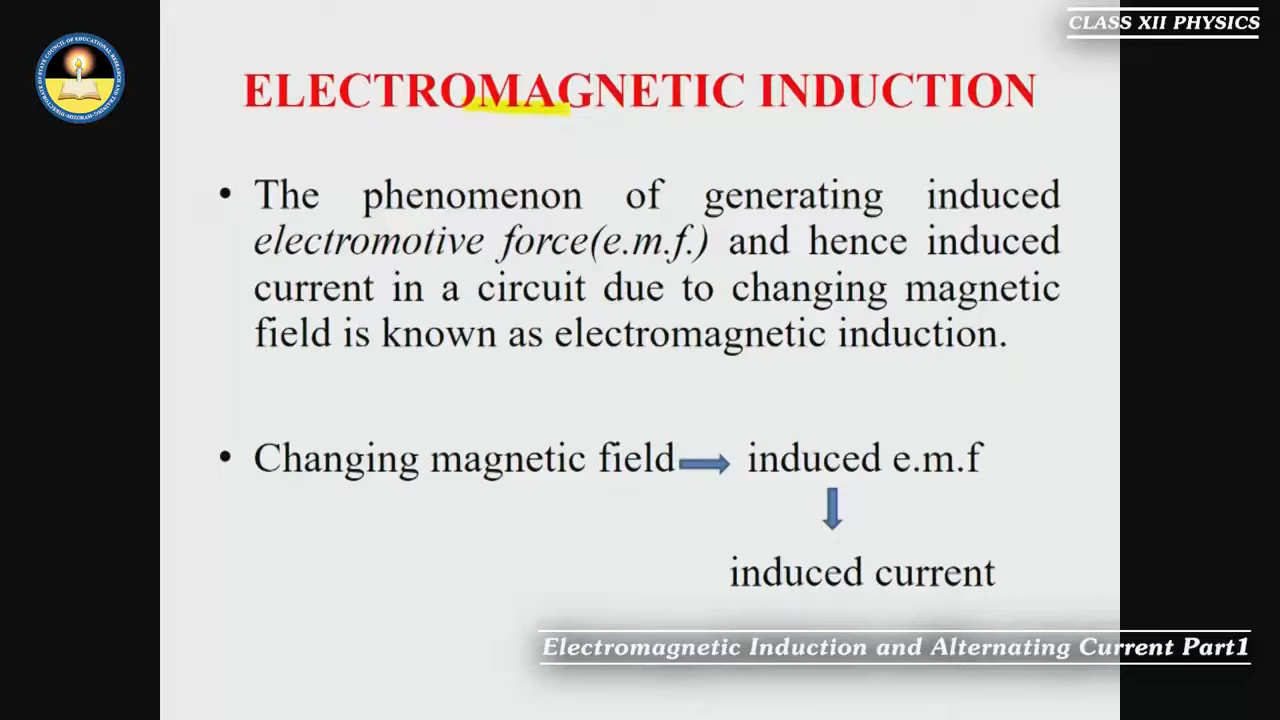 CLASS XII PHYSICS
ELECTROMAGNETIC INDUCTION
• The phenomenon of generating induced
electromotive force(e.m.f.) and hence induced
current in a circuit due to changing magnetic
field is known as electromagnetic induction.
• Changing magnetic field induced e.m.f
induced current
Electromagnetic Induction and Alternating Current Part1